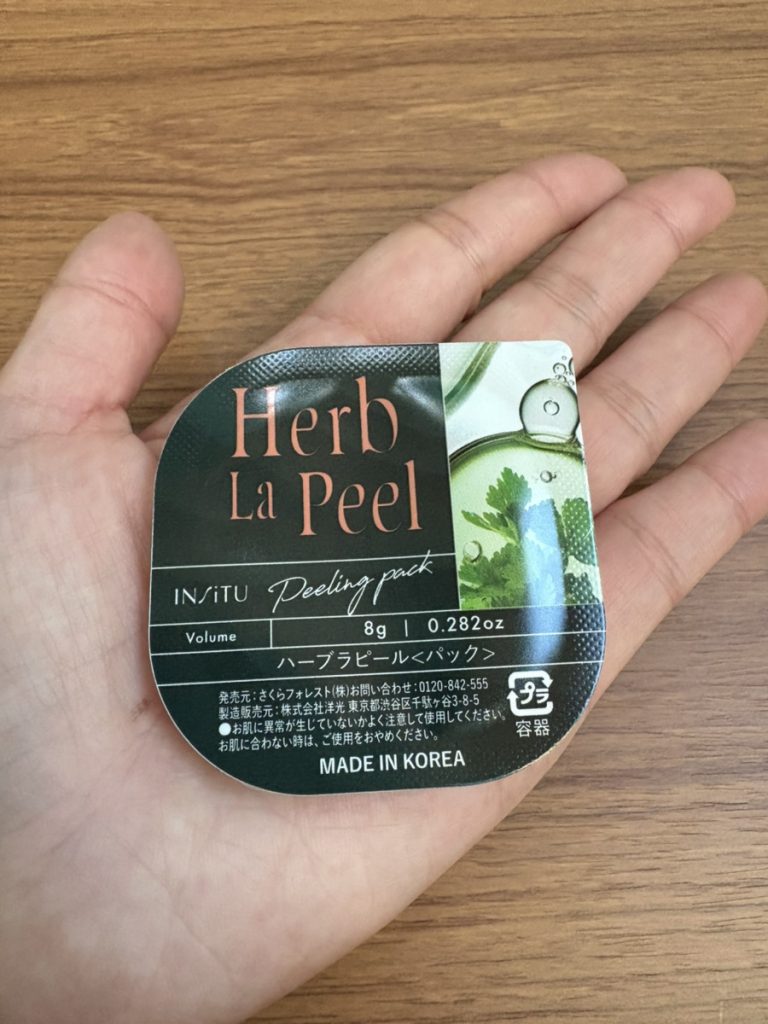 Herb
La Peel
INSiTU Peeling pack
Volume 8g | 0.282oz
ハーブラピール<パック>
発売元：さくらフォレスト(株)お問い合わせ：0120-842-555
製造販売元：株式会社洋光 東京都渋谷区千駄ヶ谷3-8-5
●お肌に異常が生じていないかよく注意して使用してください。
お肌に合わない時は、ご使用をおやめください。
プラ
容器
MADE IN KOREA